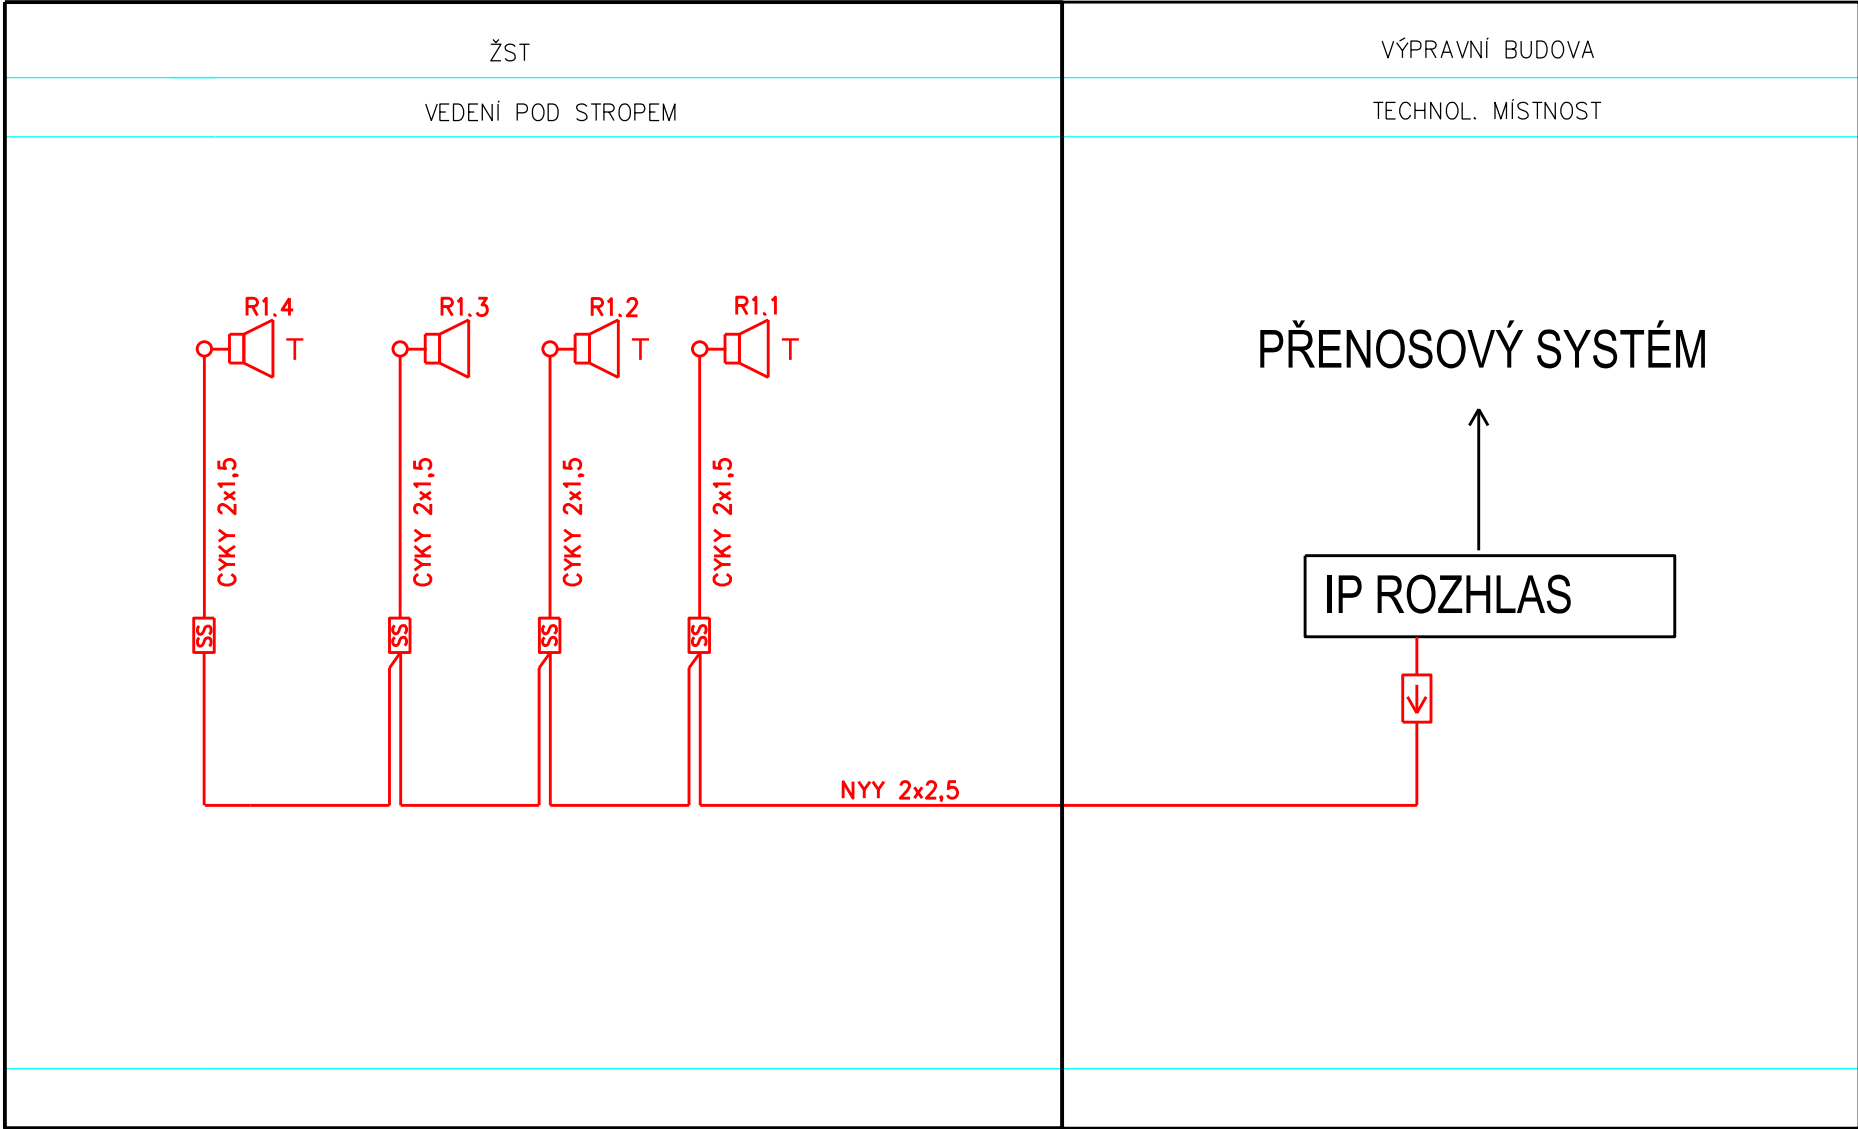 ŽST
VÝPRAVNÍ BUDOVA
VEDENÍ POD STROPEM
TECHNOL. MÍSTNOST
R1.4
R1.3
R1.2
R1.1
T
T
T
PŘENOSOVÝ SYSTÉM
CYKY 2x1,5
CYKY 2x1,5
CYKY 2x1,5
CYKY 2x1,5
IP ROZHLAS
SS
SS
SS
SS
NYY 2x2,5